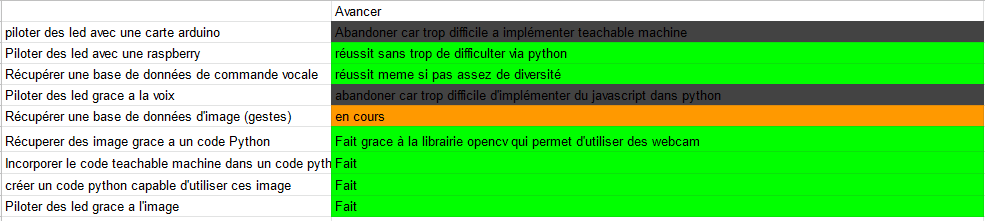 Avancer
piloter des led avec une carte arduino Abandoner car trop difficile a implémenter teachable machine
Piloter des led avec une raspberry réussit sans trop de difficulter via python
Récupérer une base de données de commande vocale réussit meme si pas assez de diversité
Piloter des led grace a la voix abandoner car trop difficile d'implémenter du javascript dans python
Récupérer une base de données d'image (gestes) en cours
Récuperer des image grace a un code Python Fait grace à la librairie opencv qui permet d'utiliser des webcam
Incorporer le code teachable machine dans un code pyth Fait
créer un code python capable d'utiliser ces image Fait
Piloter des led grace a l'image Fait